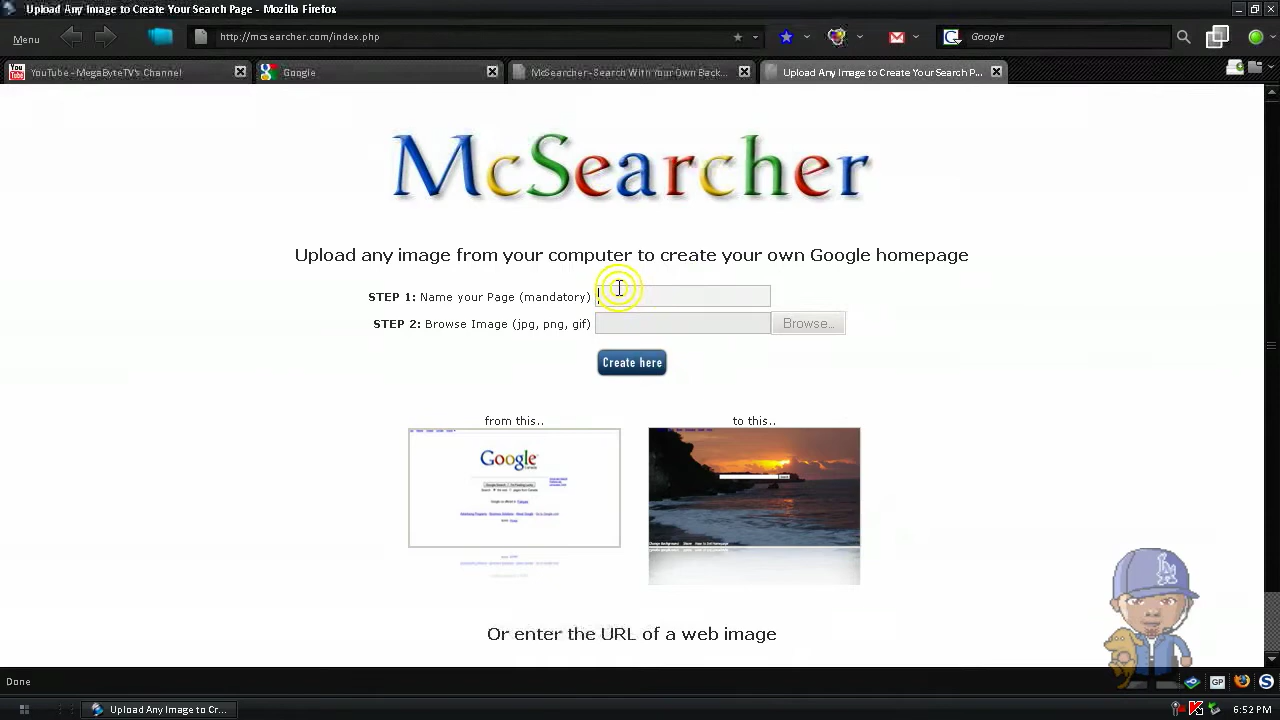 Upload Any Image to Create Your Search Page - Mozilla Firefox
Menu
http://mcsearcher.com/index.php
Google
YouTube - MegaByteTV's Channel
Google
McSearcher - Search With Your Own Back...
Upload Any Image to Create Your Search P...
McSearcher
Upload any image from your computer to create your own Google homepage
STEP 1: Name your Page (mandatory)
STEP 2: Browse Image (jpg, png, gif)
Browse...
Create here
from this..
to this..
Google
Or enter the URL of a web image
LA
Done
GP
Upload Any Image to Cr...
6:52 PM